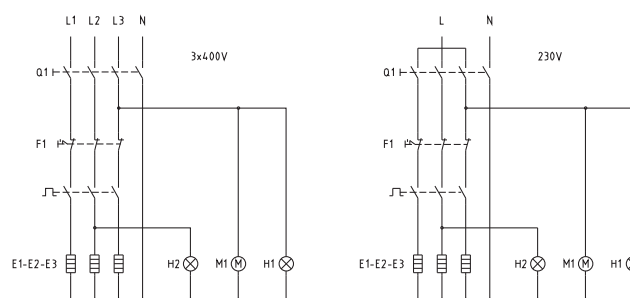 L1 L2 L3 N
3x400V
Q1
F1
E1-E2-E3 H2 M1 M H1
L N
230V
Q1
F1
E1-E2-E3 H2 M1 M H1